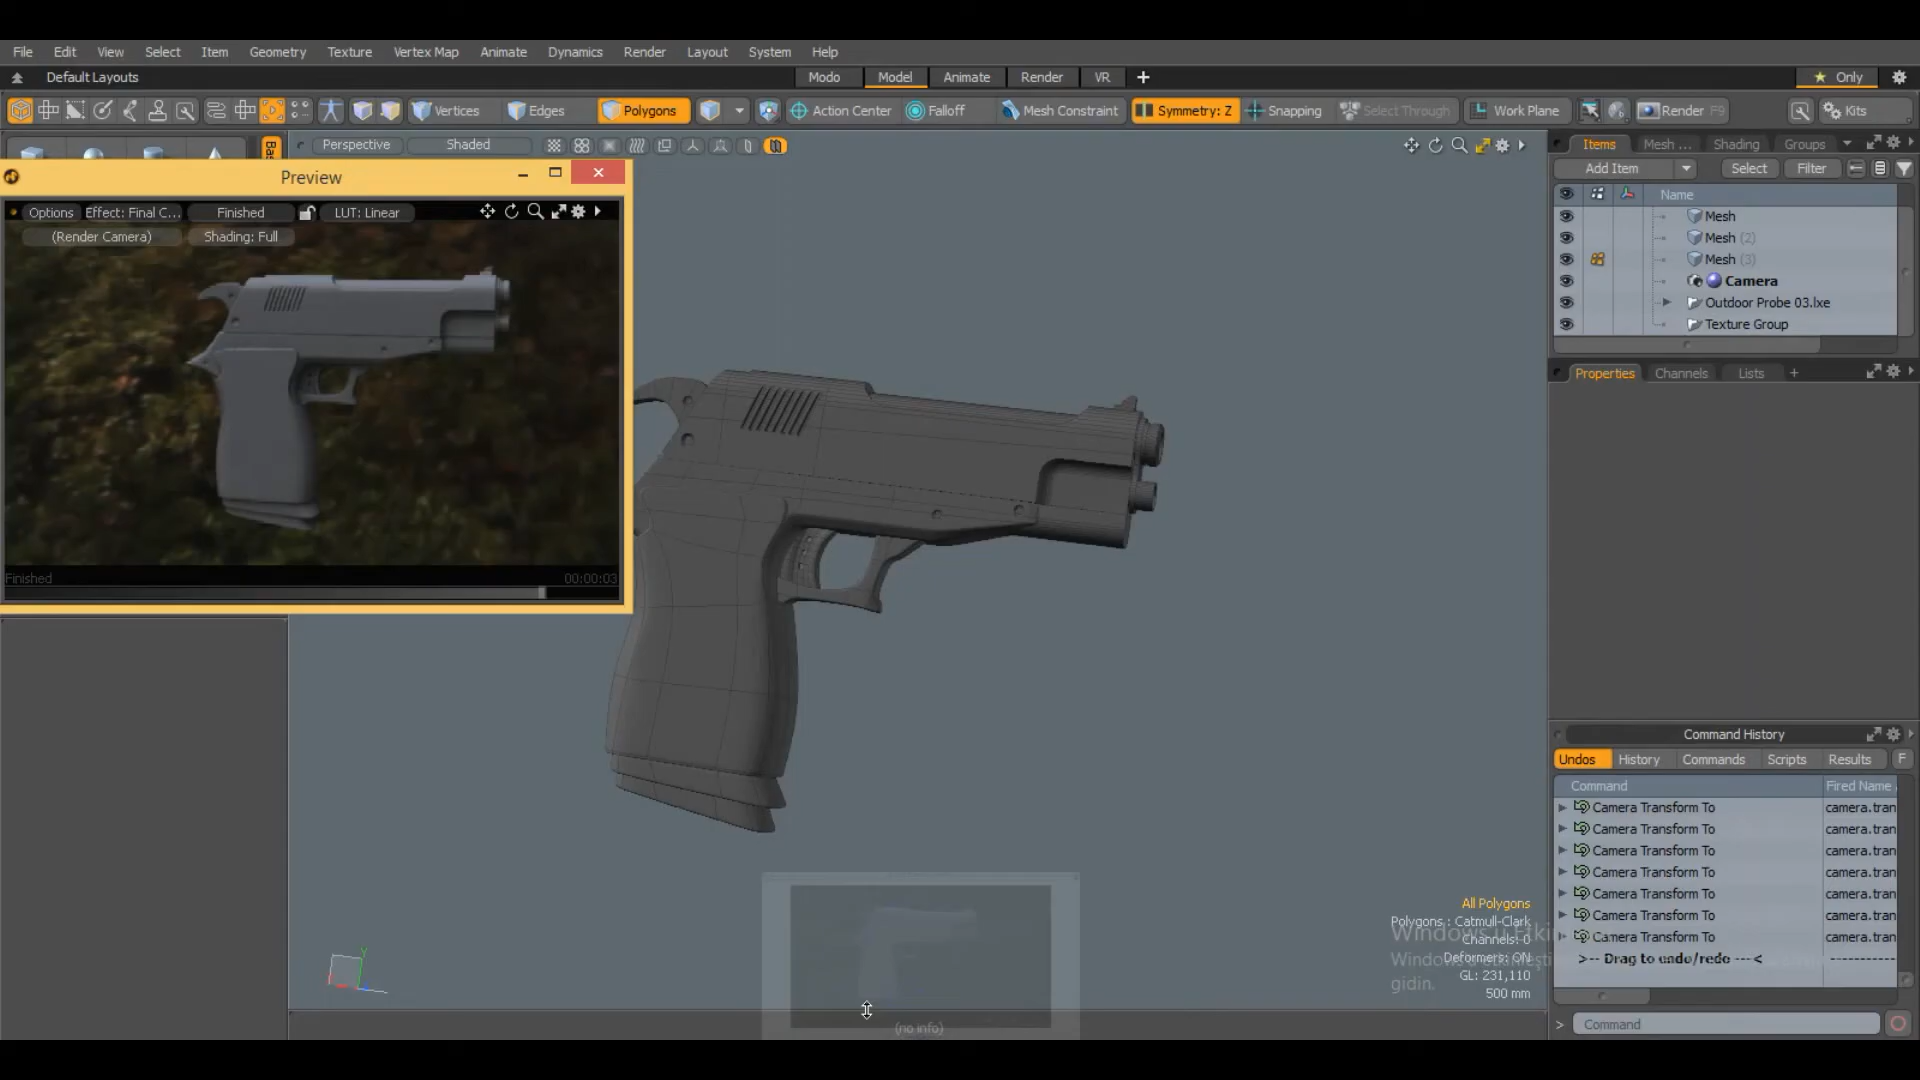 File Edit View Select Item Geometry Texture Vertex Map Animate Dynamics Render Layout System Help
Default Layouts Modo Model Animate Render VR + Only
Vertices Edges Polygons Action Center Falloff Mesh Constraint Symmetry: Z Snapping Select Through Work Plane Render F9 Kits
Bas
Perspective Shaded
Preview
Options Effect: Final C... Finished LUT: Linear
(Render Camera) Shading: Full
Finished 00:00:03
Items Mesh ... Shading Groups
Add Item Select Filter
Name
Mesh
Mesh (2)
Mesh (3)
Camera
Outdoor Probe 03.lxe
Texture Group
Properties Channels Lists +
Command History
Undos History Commands Scripts Results F
Command Fired Name
Camera Transform To camera.tran
Camera Transform To camera.tran
Camera Transform To camera.tran
Camera Transform To camera.tran
Camera Transform To camera.tran
Camera Transform To camera.tran
Camera Transform To camera.tran
>-- Drag to undo/redo ---< -----------
> Command
All Polygons
Polygons : Catmull-Clark
Channels: 0
Deformers: ON
GL: 231,110
500 mm
Windows'u Etkin
Windows'u etkinleştir
gidin.
(no info)
Y